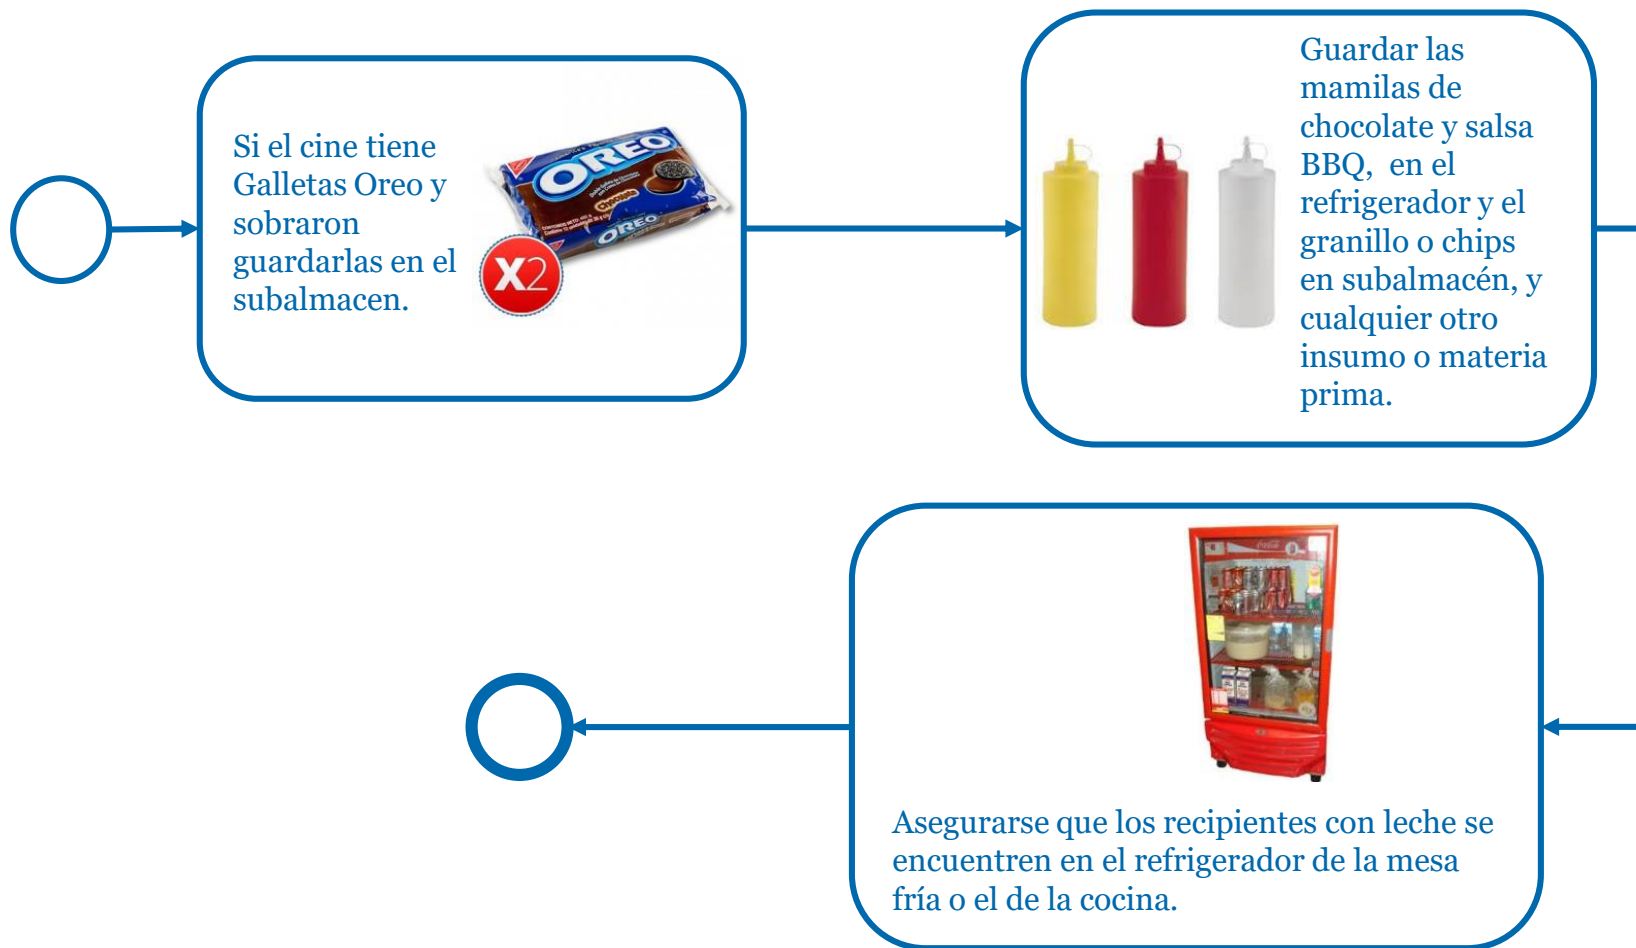 Si el cine tiene
Galletas Oreo y
sobraron
guardarlas en el
subalmacen.
OREO
Chocolate
OREO
X2
Guardar las
mamilas de
chocolate y salsa
BBQ, en el
refrigerador y el
granillo o chips
en subalmacén, y
cualquier otro
insumo o materia
prima.
Asegurarse que los recipientes con leche se
encuentren en el refrigerador de la mesa
fría o el de la cocina.